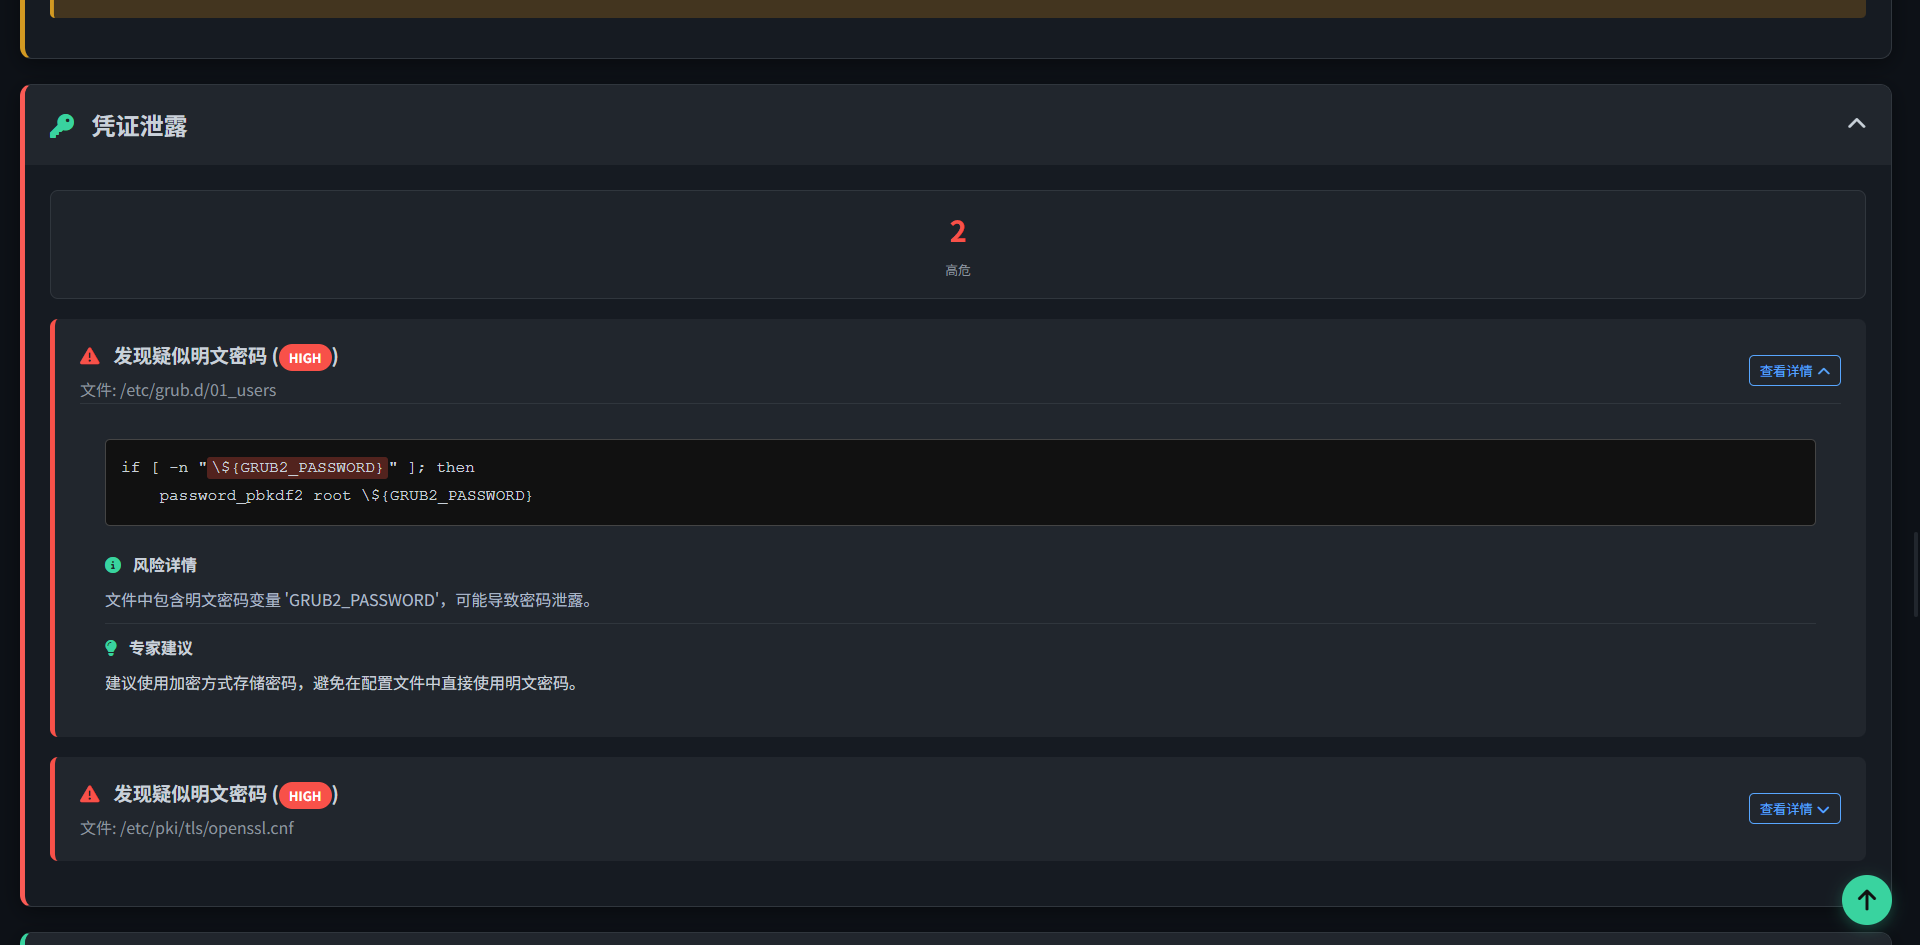 凭证泄露
2
高危
发现疑似明文密码 (HIGH)
文件: /etc/grub.d/01_users
查看详情
if [ -n "\${GRUB2_PASSWORD}" ]; then
    password_pbkdf2 root \${GRUB2_PASSWORD}
风险详情
文件中包含明文密码变量 'GRUB2_PASSWORD'，可能导致密码泄露。
专家建议
建议使用加密方式存储密码，避免在配置文件中直接使用明文密码。
发现疑似明文密码 (HIGH)
文件: /etc/pki/tls/openssl.cnf
查看详情